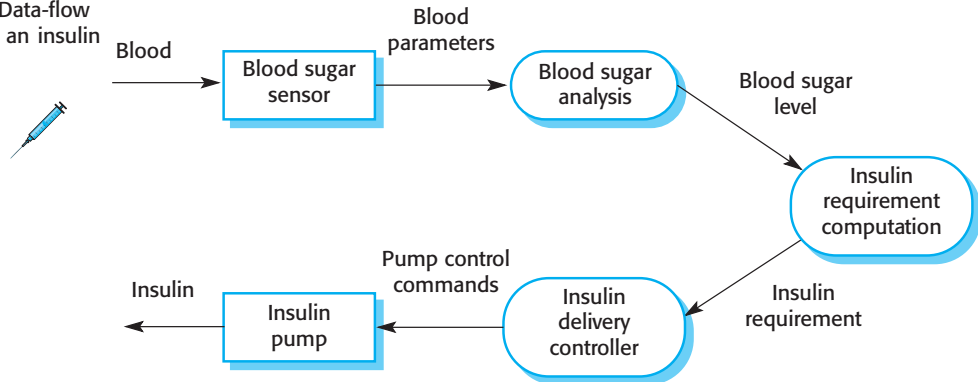 Data-flow
an insulin
Blood
Blood sugar
sensor
Blood
parameters
Blood sugar
analysis
Blood sugar
level
Insulin
requirement
computation
Insulin
requirement
Insulin
delivery
controller
Pump control
commands
Insulin
pump
Insulin